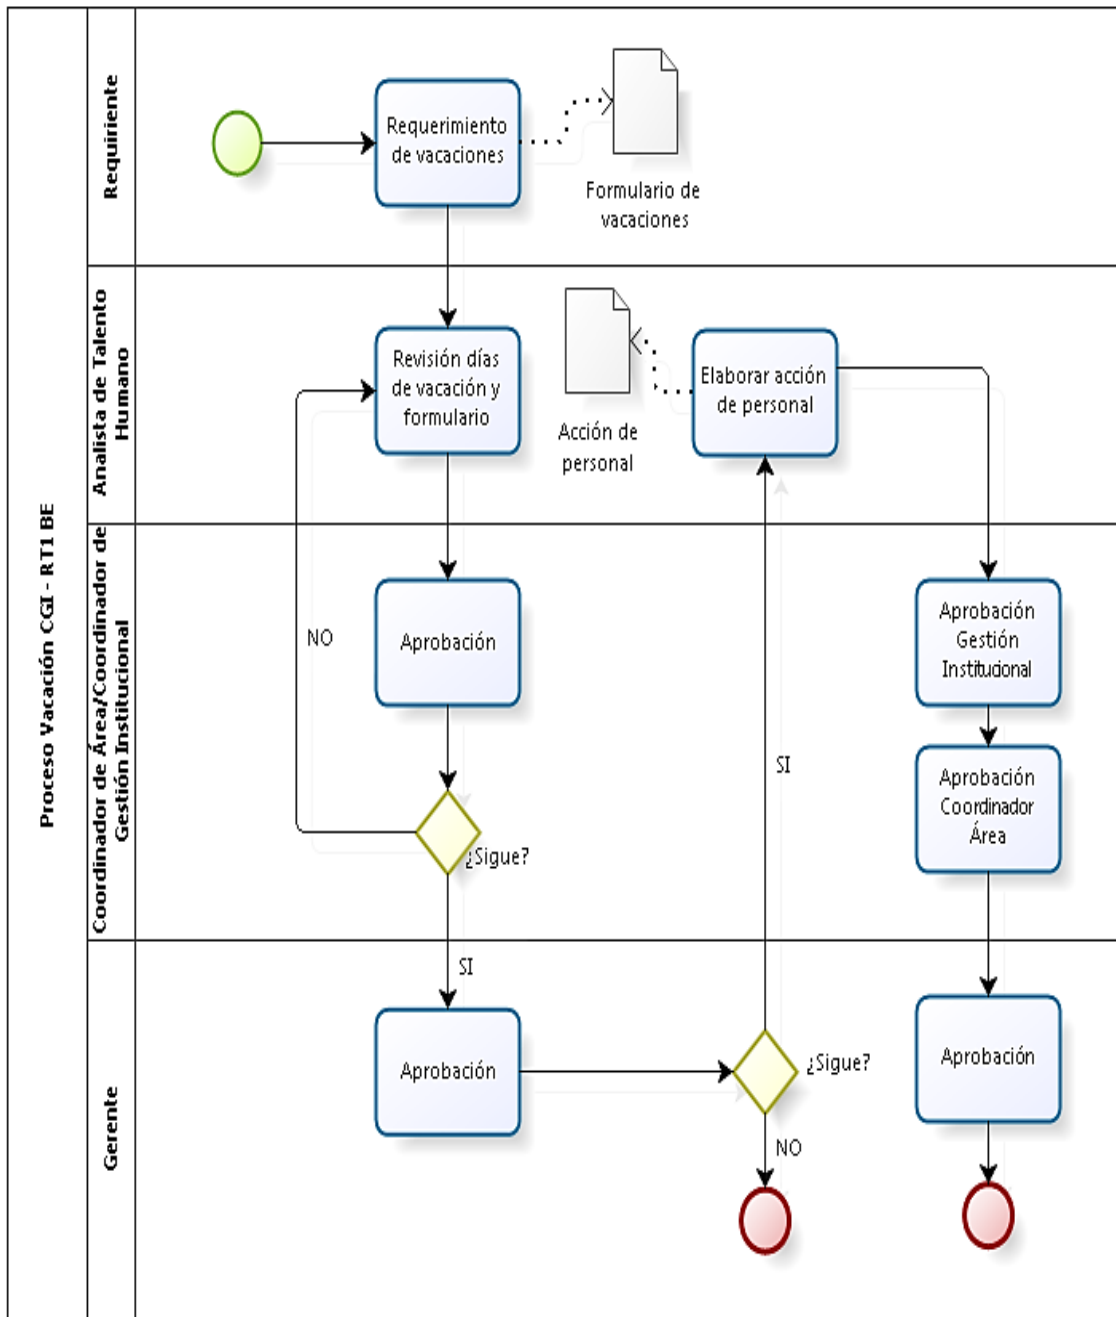 Proceso Vacación CGI - RT1 BE
Requiriente
Requerimiento
de vacaciones
Formulario de
vacaciones
Analista de Talento
Humano
Revisión días
de vacación y
formulario
Acción de
personal
Elaborar acción
de personal
Coordinador de Área/Coordinador de
Gestión Institucional
NO
Aprobación
¿Sigue?
SI
Aprobación
Gestión
Institucional
Aprobación
Coordinador
Área
Gerente
SI
Aprobación
¿Sigue?
NO
Aprobación